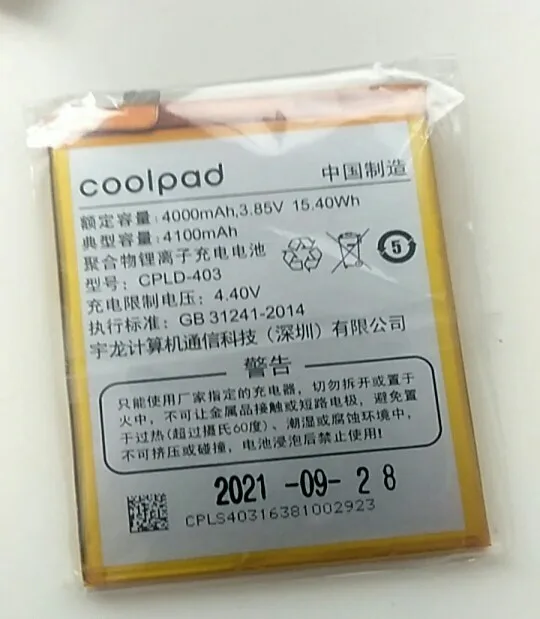 coolpad 中国制造
额定容量: 4000mAh,3.85V 15.40Wh
典型容量: 4100mAh
聚合物锂离子充电电池
型号: CPLD-403
充电限制电压: 4.40V
执行标准: GB 31241-2014
宇龙计算机通信科技（深圳）有限公司
5
警告
只能使用厂家指定的充电器，切勿拆开或置于
火中，不可让金属品接触或短路电极，避免置
于过热(超过摄氏60度)、潮湿或腐蚀环境中，
不可挤压或碰撞，电池浸泡后禁止使用!
2021 -09- 2 8
CPLS40316381002923